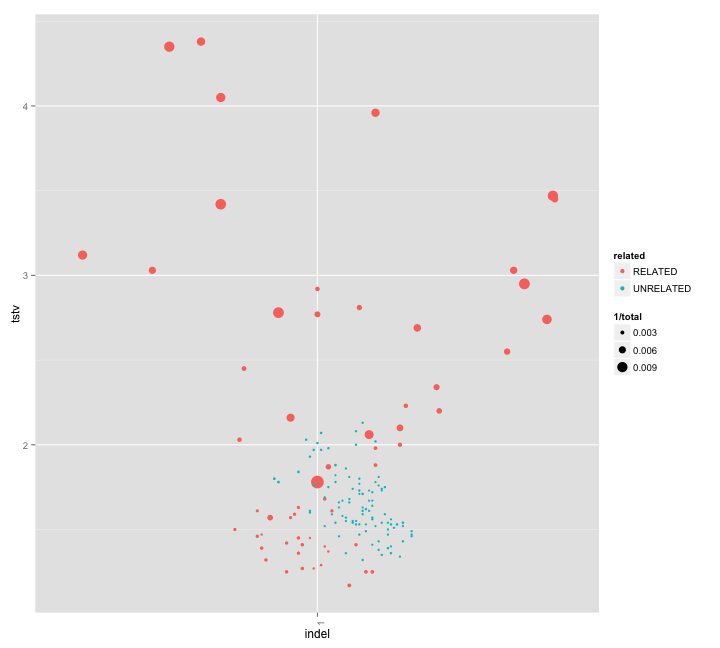 4
3
2
tstv
1
indel
related
RELATED
UNRELATED
1/total
0.003
0.006
0.009